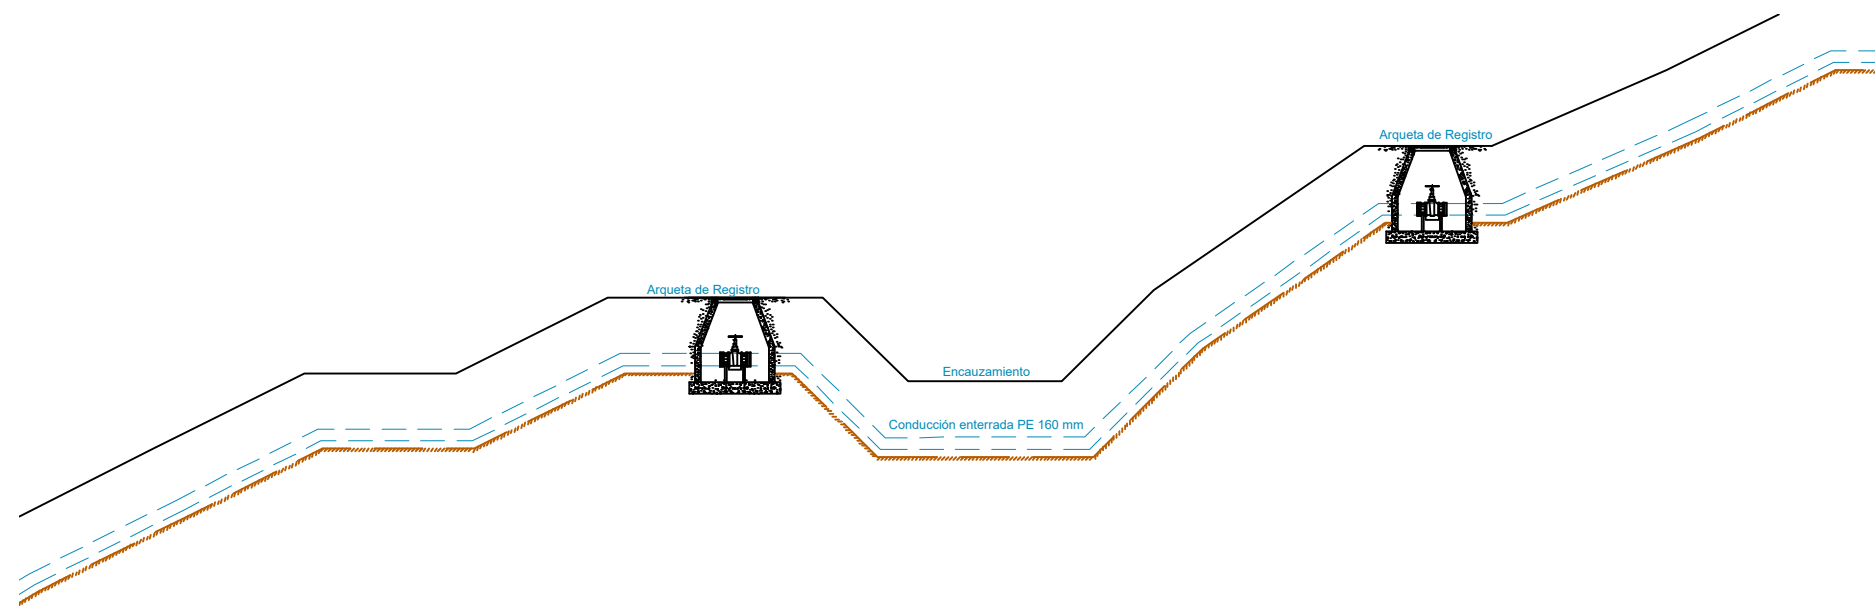 Arqueta de Registro
Arqueta de Registro
Encauzamiento
Conducción enterrada PE 160 mm